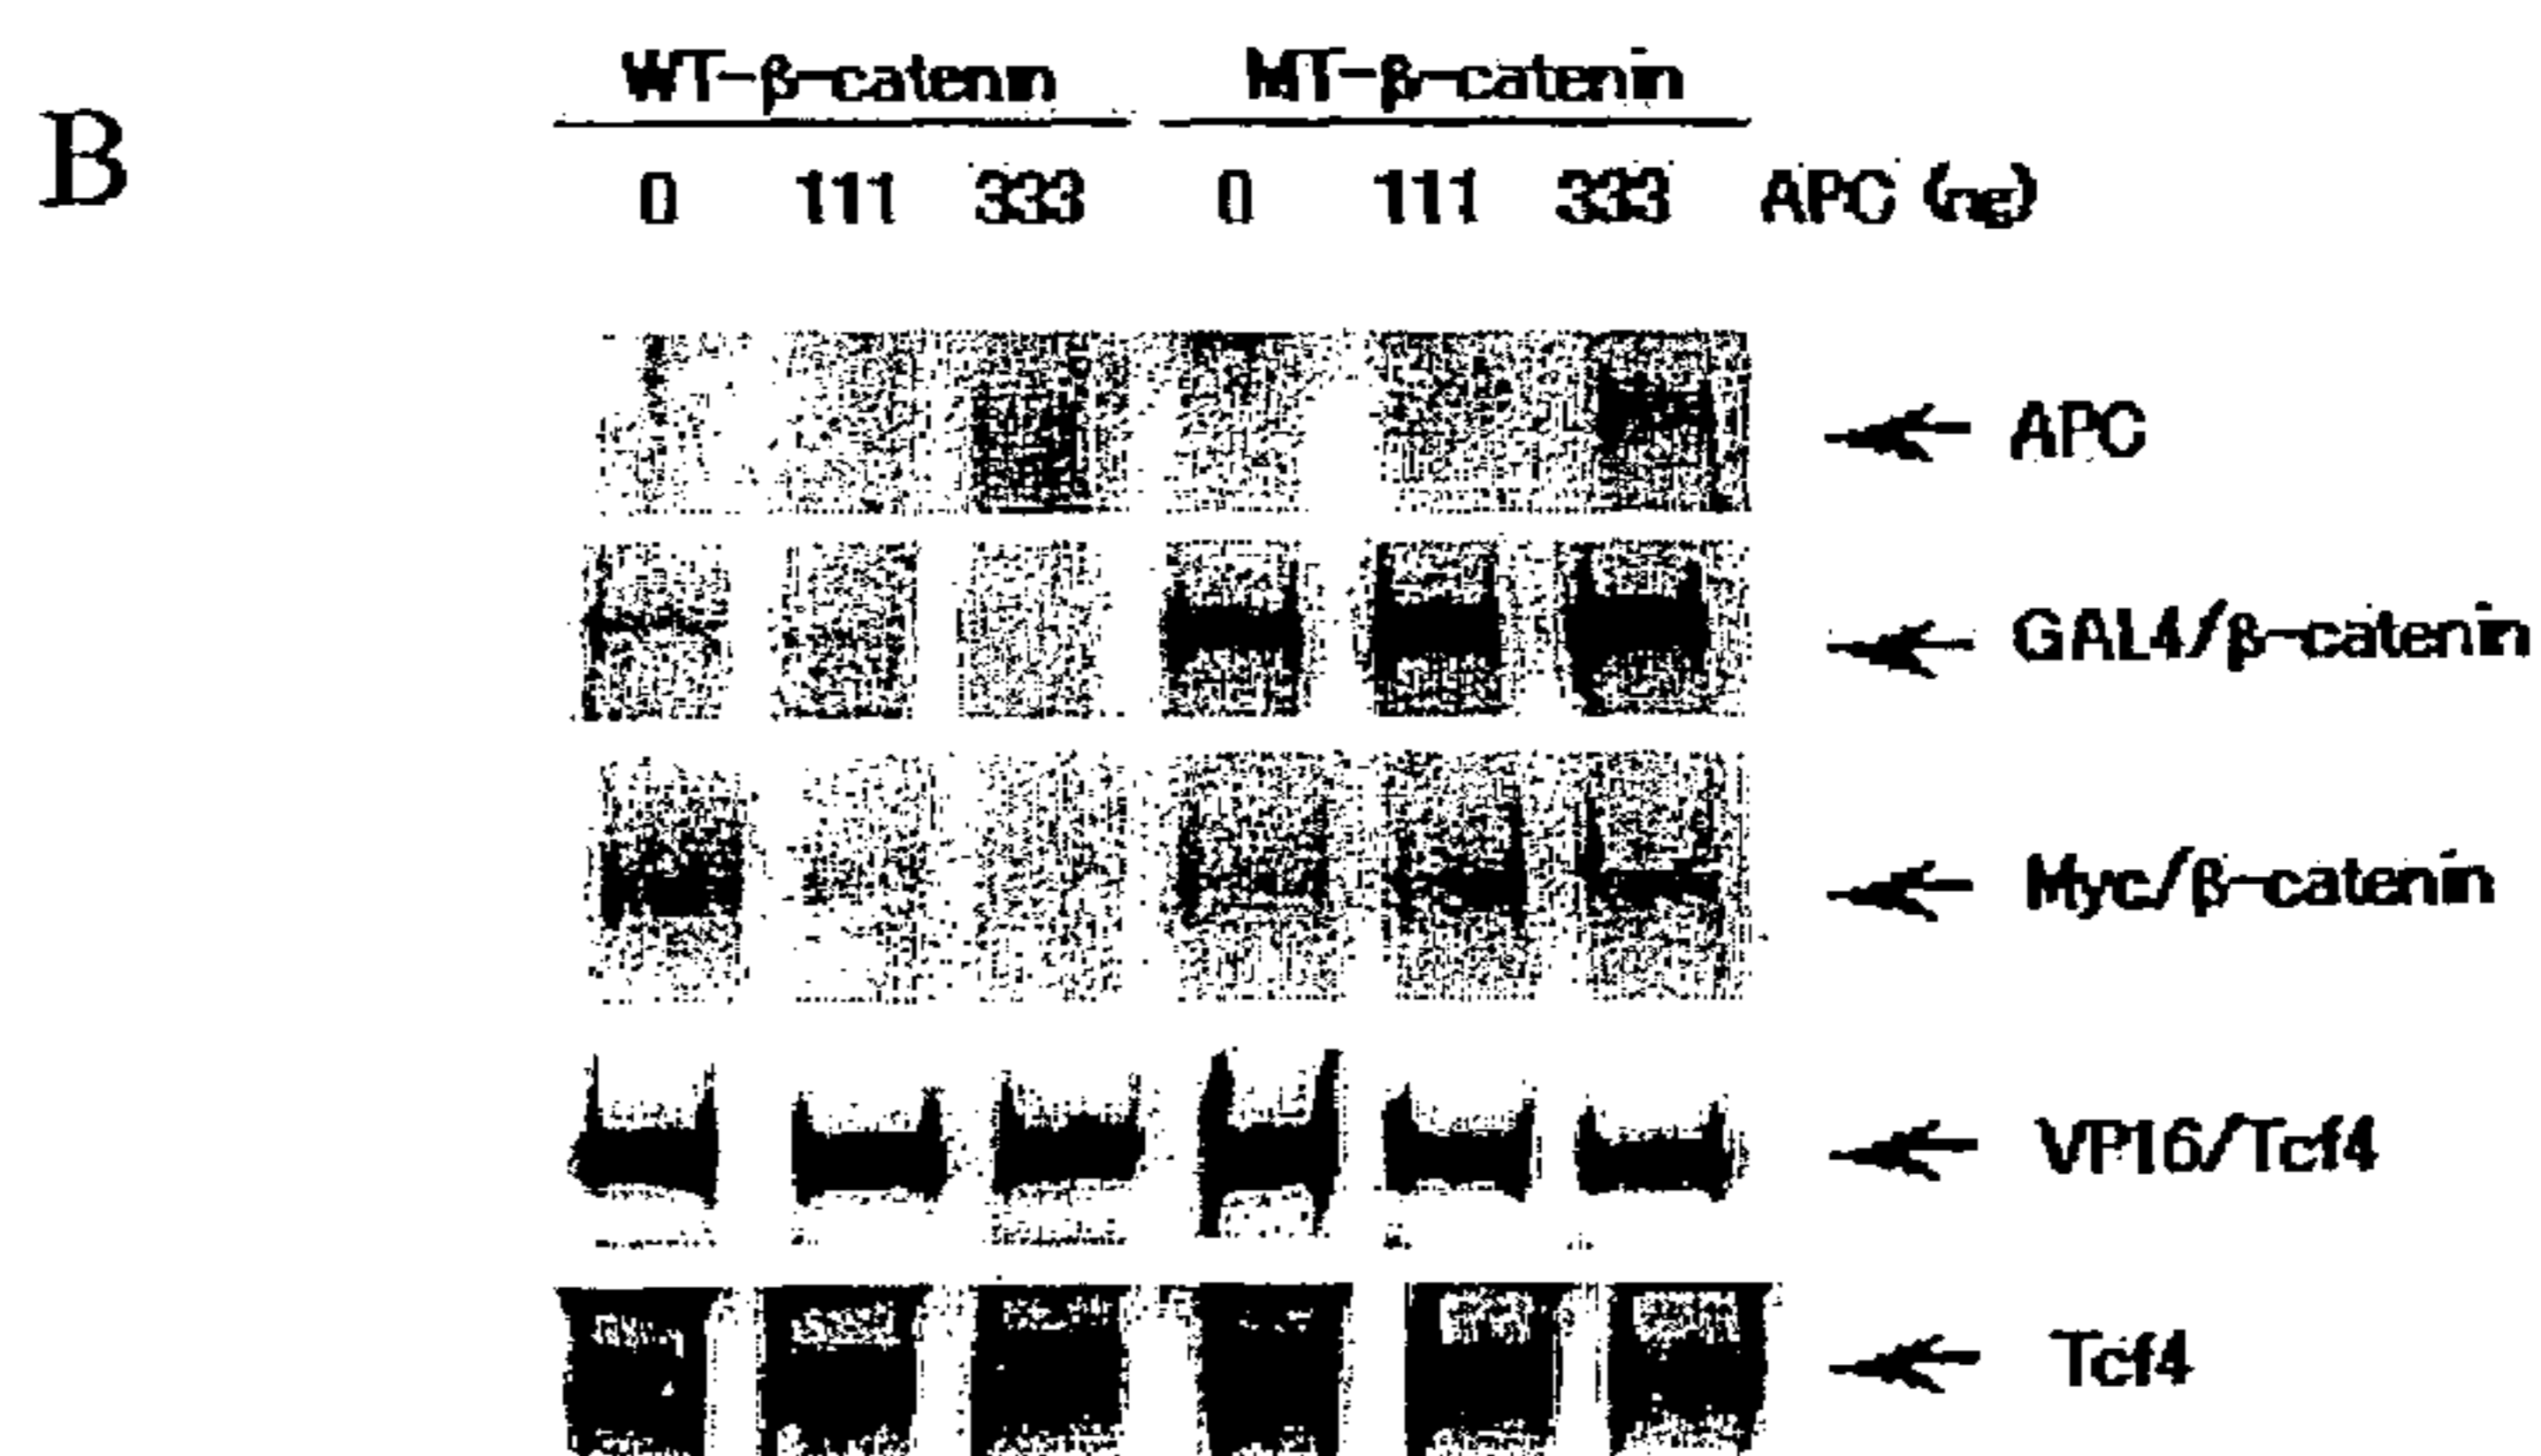 B
WT-β-catenin MT-β-catenin
0 111 333 0 111 333 APC (ng)
APC
GAL4/β-catenin
Myc/β-catenin
VP16/Tcf4
Tcf4